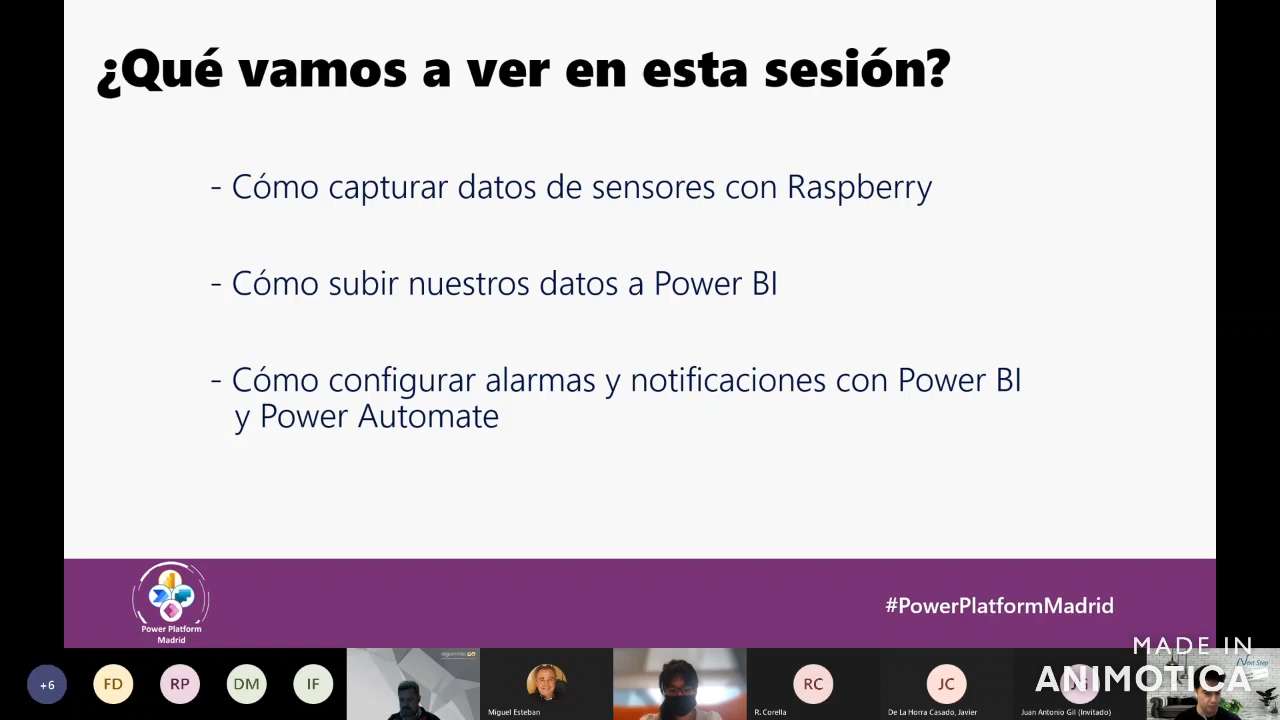 ¿Qué vamos a ver en esta sesión?
- Cómo capturar datos de sensores con Raspberry
- Cómo subir nuestros datos a Power BI
- Cómo configurar alarmas y notificaciones con Power BI
y Power Automate
Power Platform
Madrid
#PowerPlatformMadrid
MADE IN
ANIMOTICA
+6
FD
RP
DM
IF
Miguel Esteban
RC
R. Corella
JC
De La Horra Casado, Javier
Juan Antonio Gil (Invitado)
Next Step